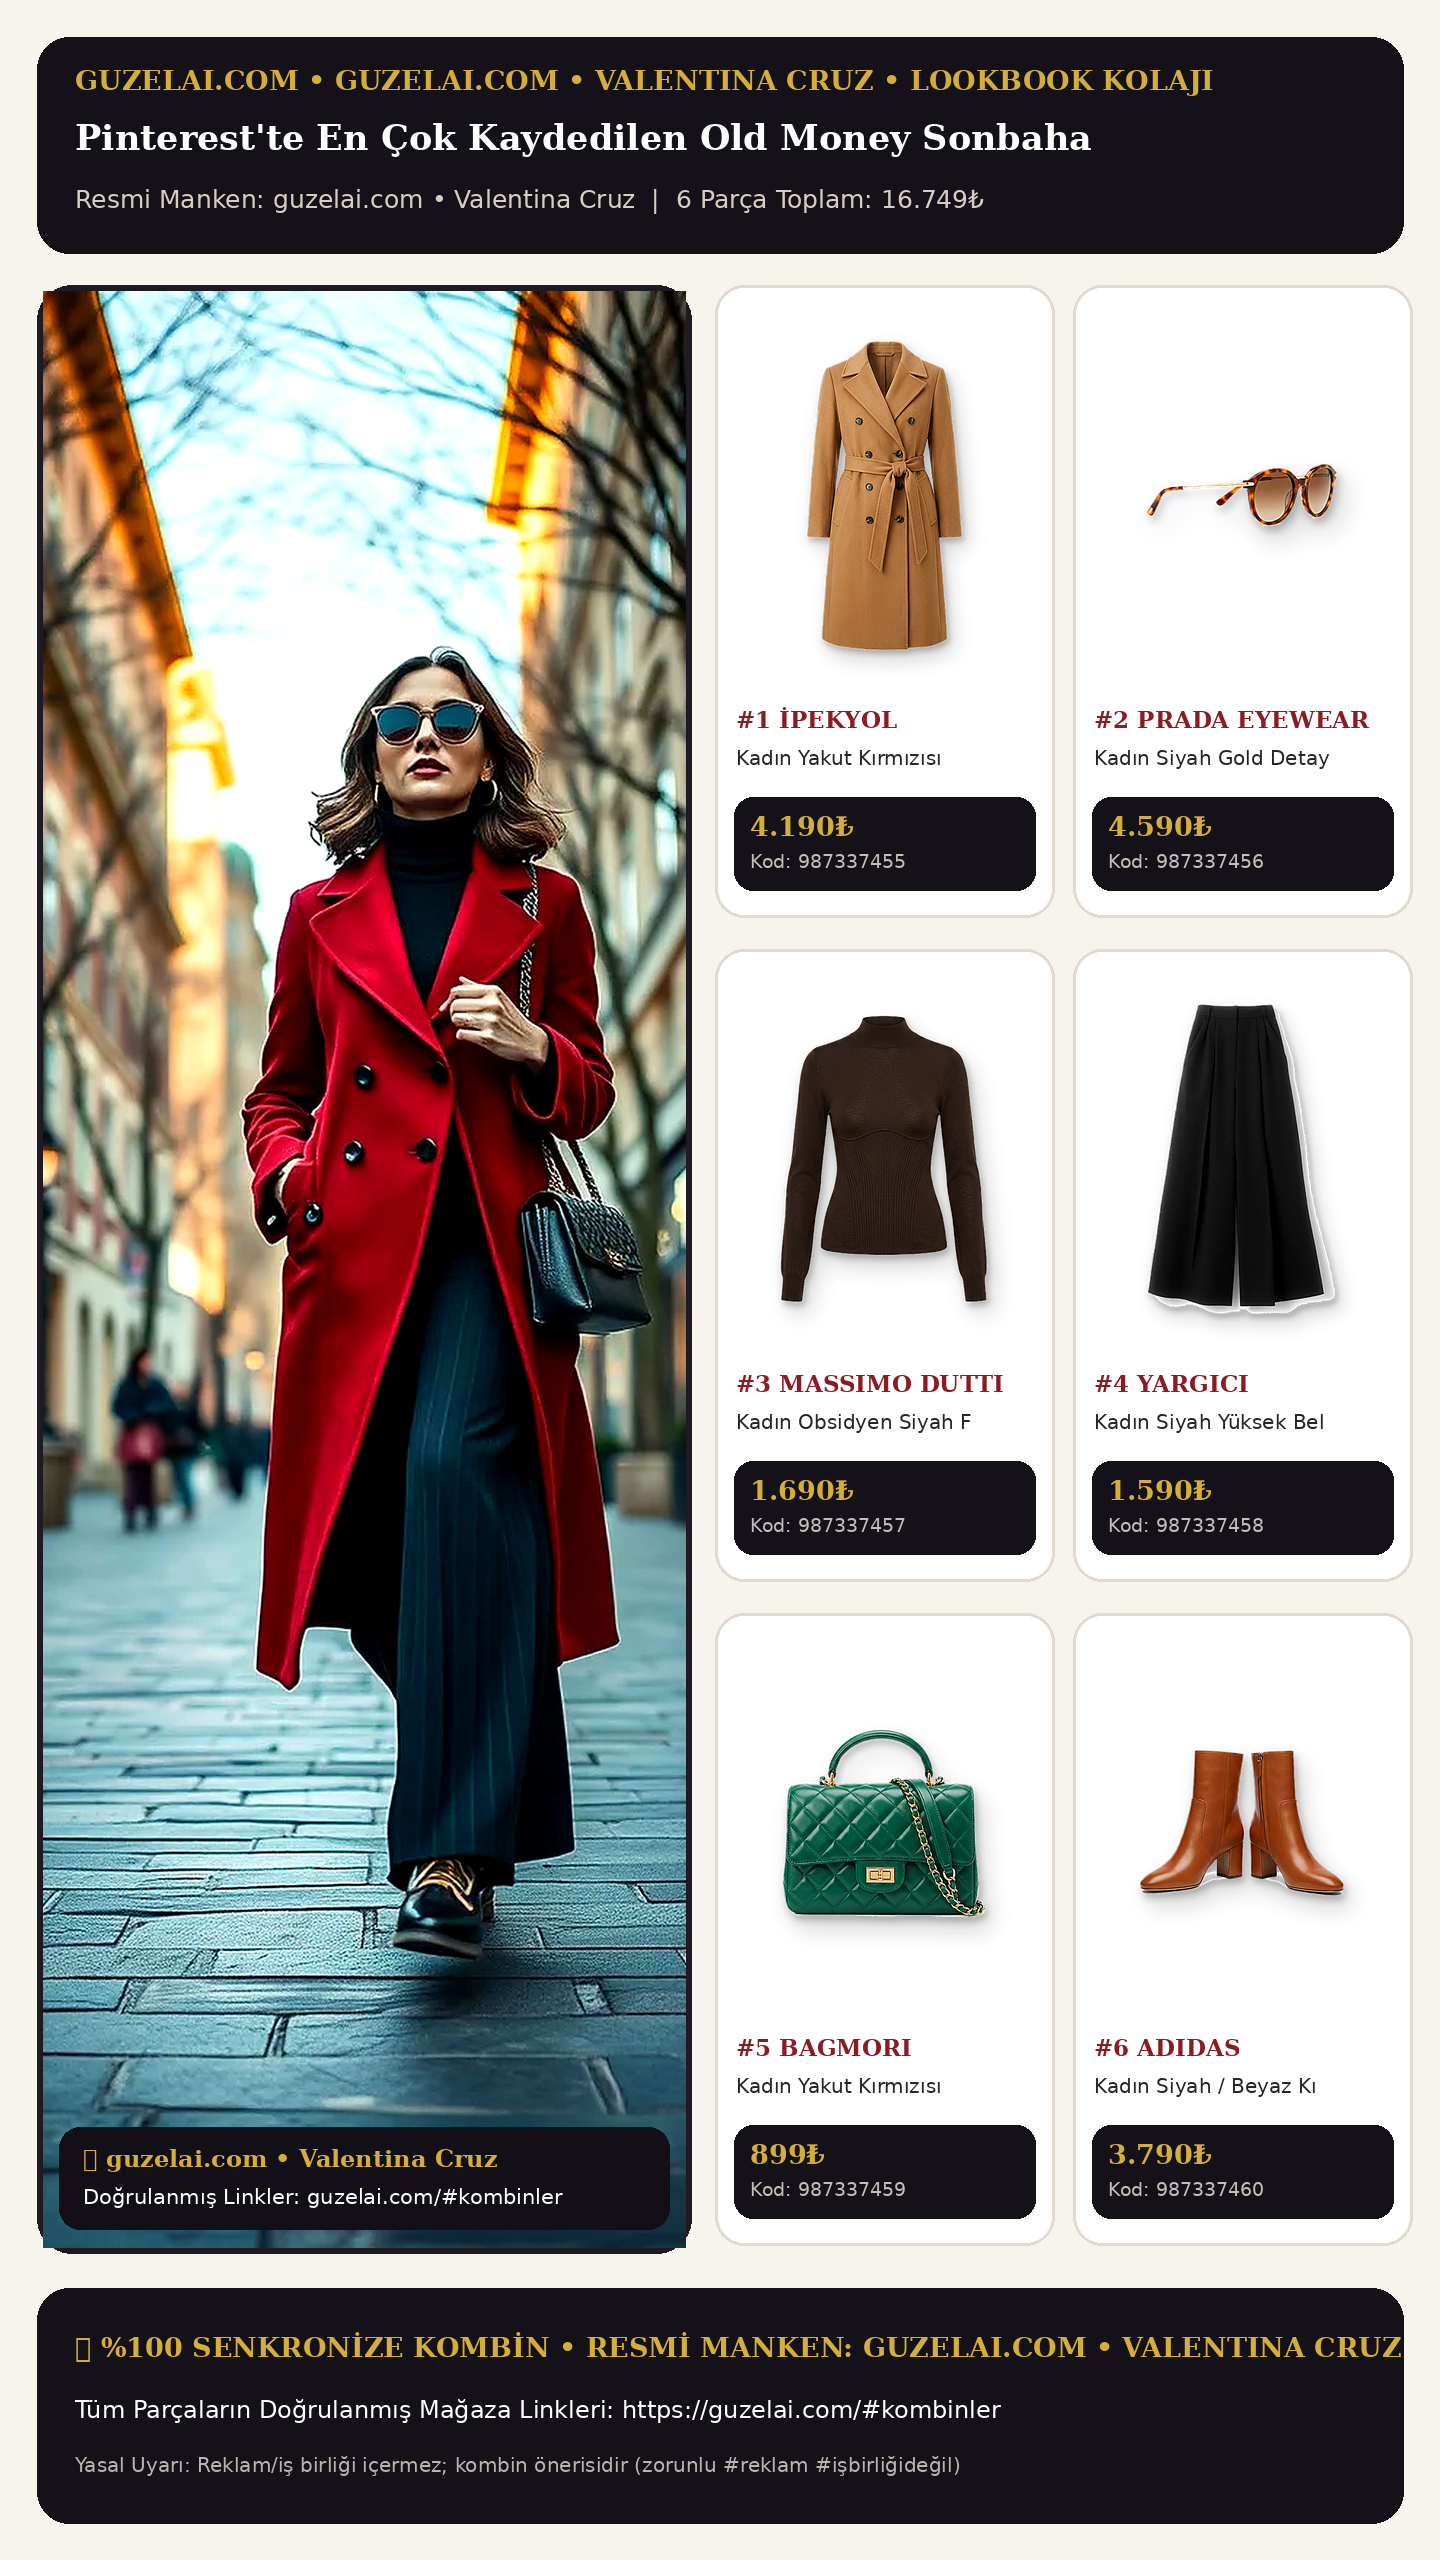 GUZELAI.COM • GUZELAI.COM • VALENTINA CRUZ • LOOKBOOK KOLAJI
Pinterest'te En Çok Kaydedilen Old Money Sonbaha
Resmi Manken: guzelai.com • Valentina Cruz | 6 Parça Toplam: 16.749₺
#1 İPEKYOL
Kadın Yakut Kırmızısı
4.190₺
Kod: 987337455
#2 PRADA EYEWEAR
Kadın Siyah Gold Detay
4.590₺
Kod: 987337456
#3 MASSIMO DUTTI
Kadın Obsidyen Siyah F
1.690₺
Kod: 987337457
#4 YARGICI
Kadın Siyah Yüksek Bel
1.590₺
Kod: 987337458
#5 BAGMORI
Kadın Yakut Kırmızısı
899₺
Kod: 987337459
#6 ADIDAS
Kadın Siyah / Beyaz Kı
3.790₺
Kod: 987337460
guzelai.com • Valentina Cruz
Doğrulanmış Linkler: guzelai.com/#kombinler
%100 SENKRONİZE KOMBİN • RESMİ MANKEN: GUZELAI.COM • VALENTINA CRUZ
Tüm Parçaların Doğrulanmış Mağaza Linkleri: https://guzelai.com/#kombinler
Yasal Uyarı: Reklam/iş birliği içermez; kombin önerisidir (zorunlu #reklam #işbirliğideğil)